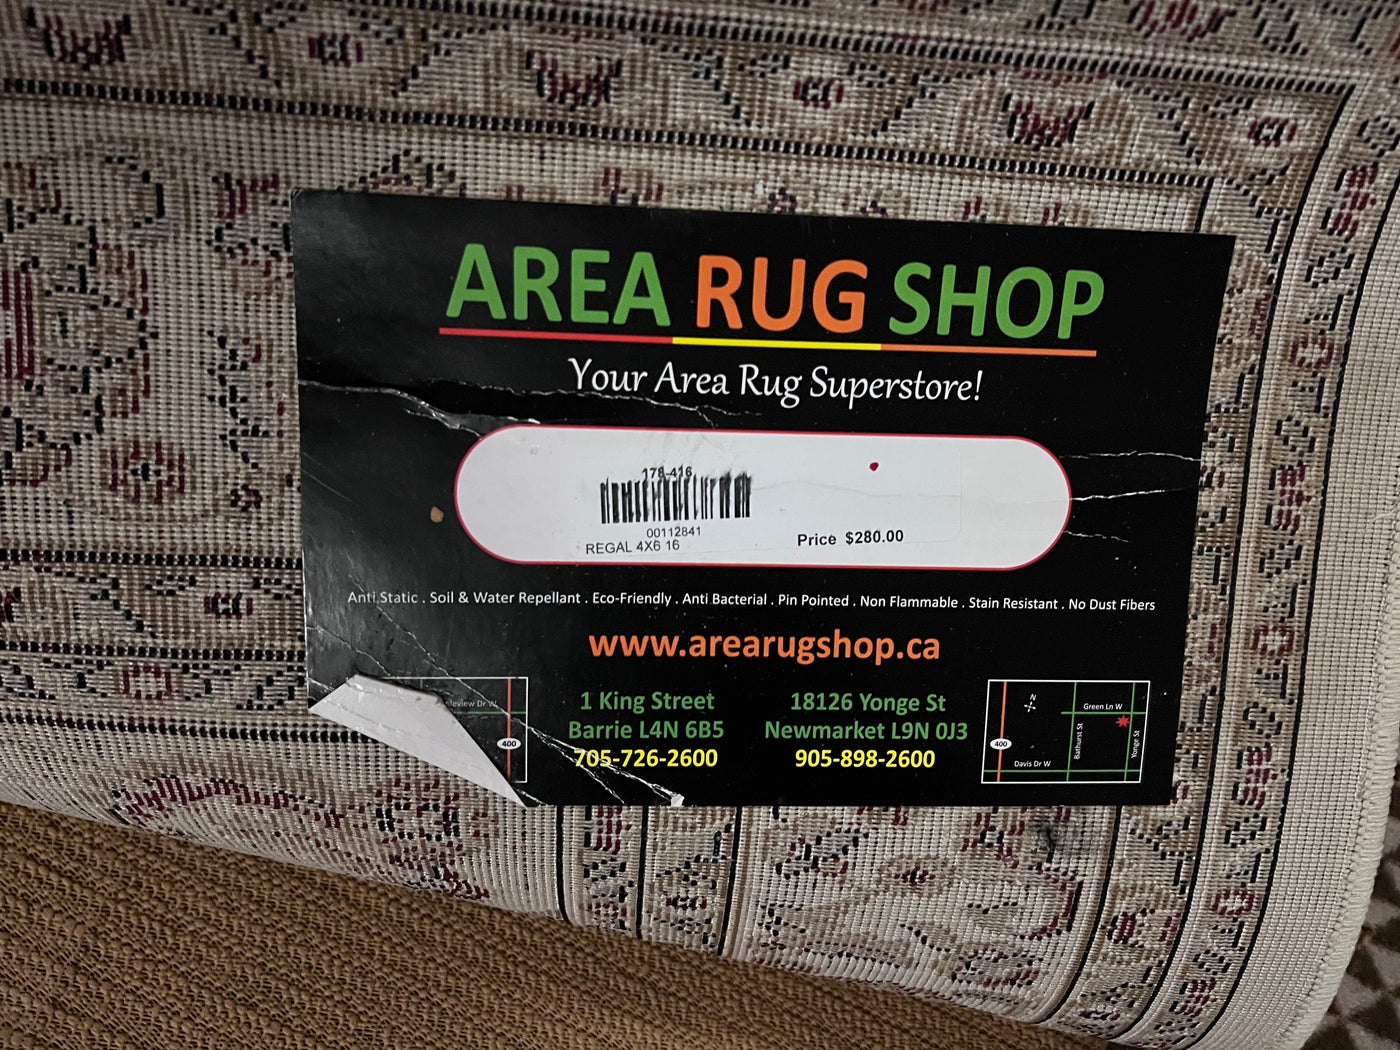 AREA RUG SHOP
Your Area Rug Superstore!
178-416
00112841
REGAL 4X6 16
Price $280.00
Anti Static . Soil & Water Repellant . Eco-Friendly . Anti Bacterial . Pin Pointed . Non Flammable . Stain Resistant . No Dust Fibers
www.arearugshop.ca
400
1 King Street
Barrie L4N 6B5
705-726-2600
18126 Yonge St
Newmarket L9N 0J3
905-898-2600
N
Green Ln W
400
Bathurst St
Yonge St
Davis Dr W